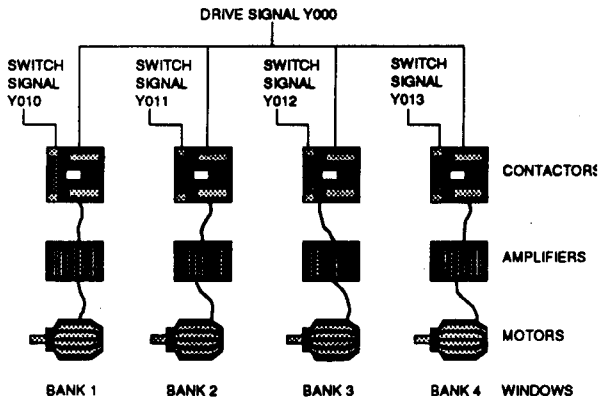 DRIVE SIGNAL Y000
SWITCH
SIGNAL
Y010
SWITCH
SIGNAL
Y011
SWITCH
SIGNAL
Y012
SWITCH
SIGNAL
Y013
CONTACTORS
AMPLIFIERS
MOTORS
BANK 1 BANK 2 BANK 3 BANK 4 WINDOWS